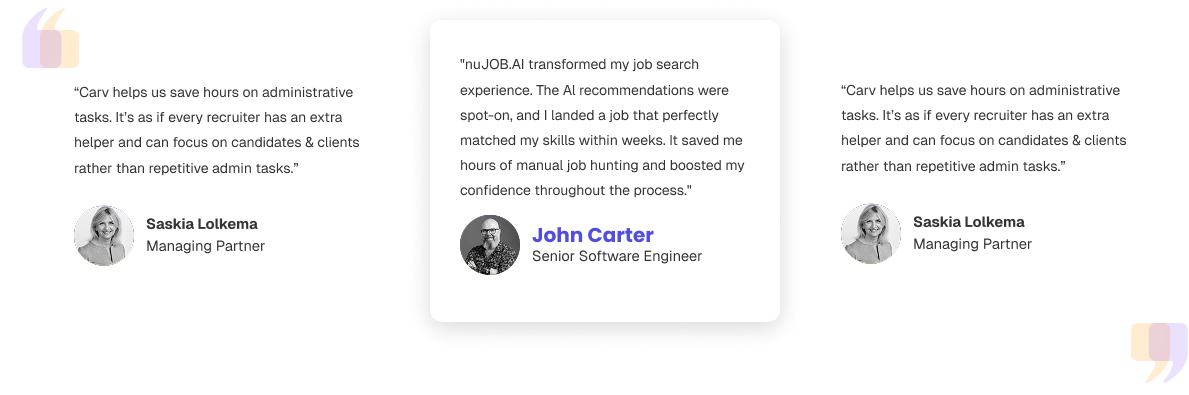 “Carv helps us save hours on administrative
tasks. It’s as if every recruiter has an extra
helper and can focus on candidates & clients
rather than repetitive admin tasks.”
Saskia Lolkema
Managing Partner
"nuJOB.AI transformed my job search
experience. The AI recommendations were
spot-on, and I landed a job that perfectly
matched my skills within weeks. It saved me
hours of manual job hunting and boosted my
confidence throughout the process."
John Carter
Senior Software Engineer
“Carv helps us save hours on administrative
tasks. It’s as if every recruiter has an extra
helper and can focus on candidates & clients
rather than repetitive admin tasks.”
Saskia Lolkema
Managing Partner